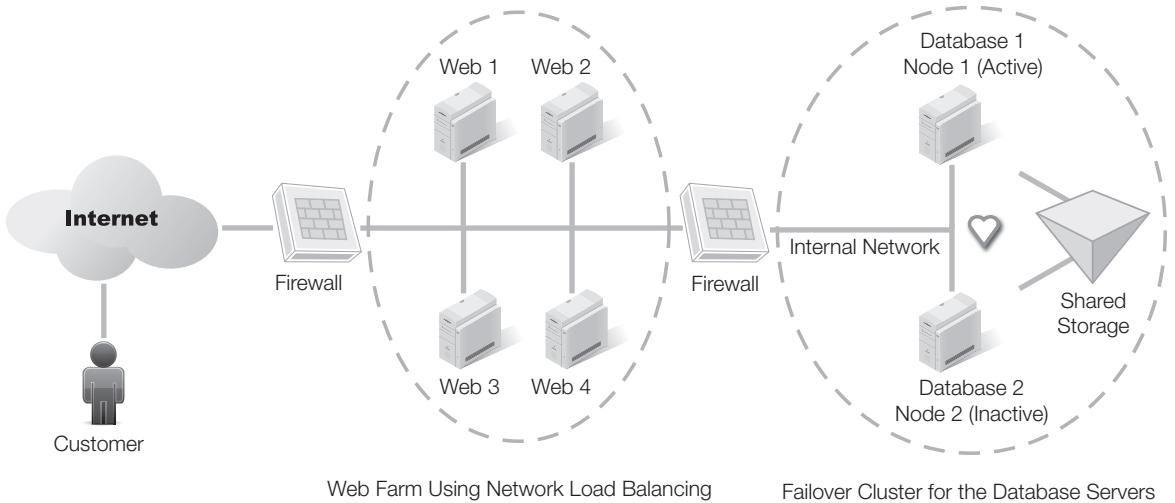 Web 1
Web 2
Database 1
Node 1 (Active)
Internet
Firewall
Firewall
Internal Network
Shared
Storage
Web 3
Web 4
Database 2
Node 2 (Inactive)
Customer
Web Farm Using Network Load Balancing
Failover Cluster for the Database Servers